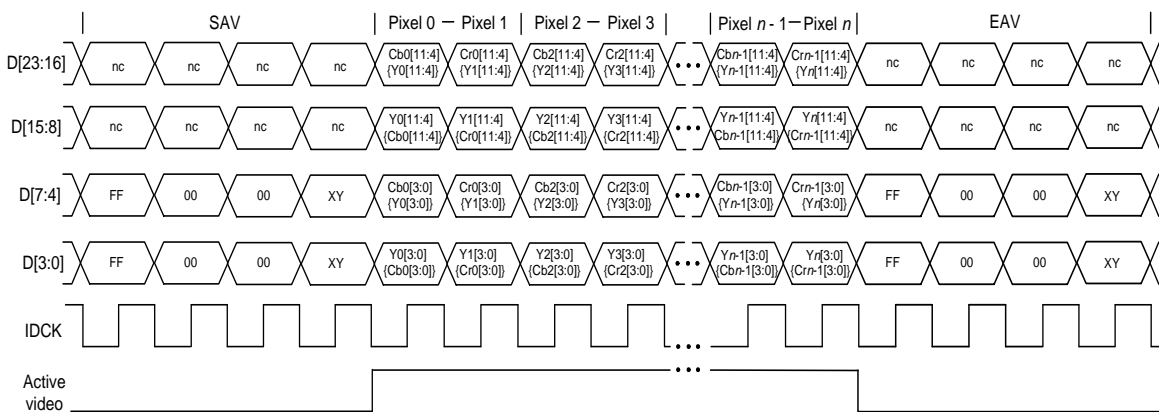 SAV Pixel 0 — Pixel 1 Pixel 2 — Pixel 3 Pixel n - 1 — Pixel n EAV
D[23:16] nc nc nc nc Cb0[11:4] Cr0[11:4] Cb2[11:4] Cr2[11:4] ••• Cbn-1[11:4] Crn-1[11:4] nc nc nc nc
{Y0[11:4]} {Y1[11:4]} {Y2[11:4]} {Y3[11:4]} {Yn-1[11:4]} {Yn[11:4]}
D[15:8] nc nc nc nc Y0[11:4] Y1[11:4] Y2[11:4] Y3[11:4] ••• Yn-1[11:4] Yn[11:4] nc nc nc nc
{Cb0[11:4]} {Cr0[11:4]} {Cb2[11:4]} {Cr2[11:4]} {Cbn-1[11:4]} {Crn-1[11:4]}
D[7:4] FF 00 00 XY Cb0[3:0] Cr0[3:0] Cb2[3:0] Cr2[3:0] ••• Cbn-1[3:0] Crn-1[3:0] FF 00 00 XY
{Y0[3:0]} {Y1[3:0]} {Y2[3:0]} {Y3[3:0]} {Yn-1[3:0]} {Yn[3:0]}
D[3:0] FF 00 00 XY Y0[3:0] Y1[3:0] Y2[3:0] Y3[3:0] ••• Yn-1[3:0] Yn[3:0] FF 00 00 XY
{Cb0[3:0]} {Cr0[3:0]} {Cb2[3:0]} {Cr2[3:0]} {Cbn-1[3:0]} {Crn-1[3:0]}
IDCK •••
Active •••
video